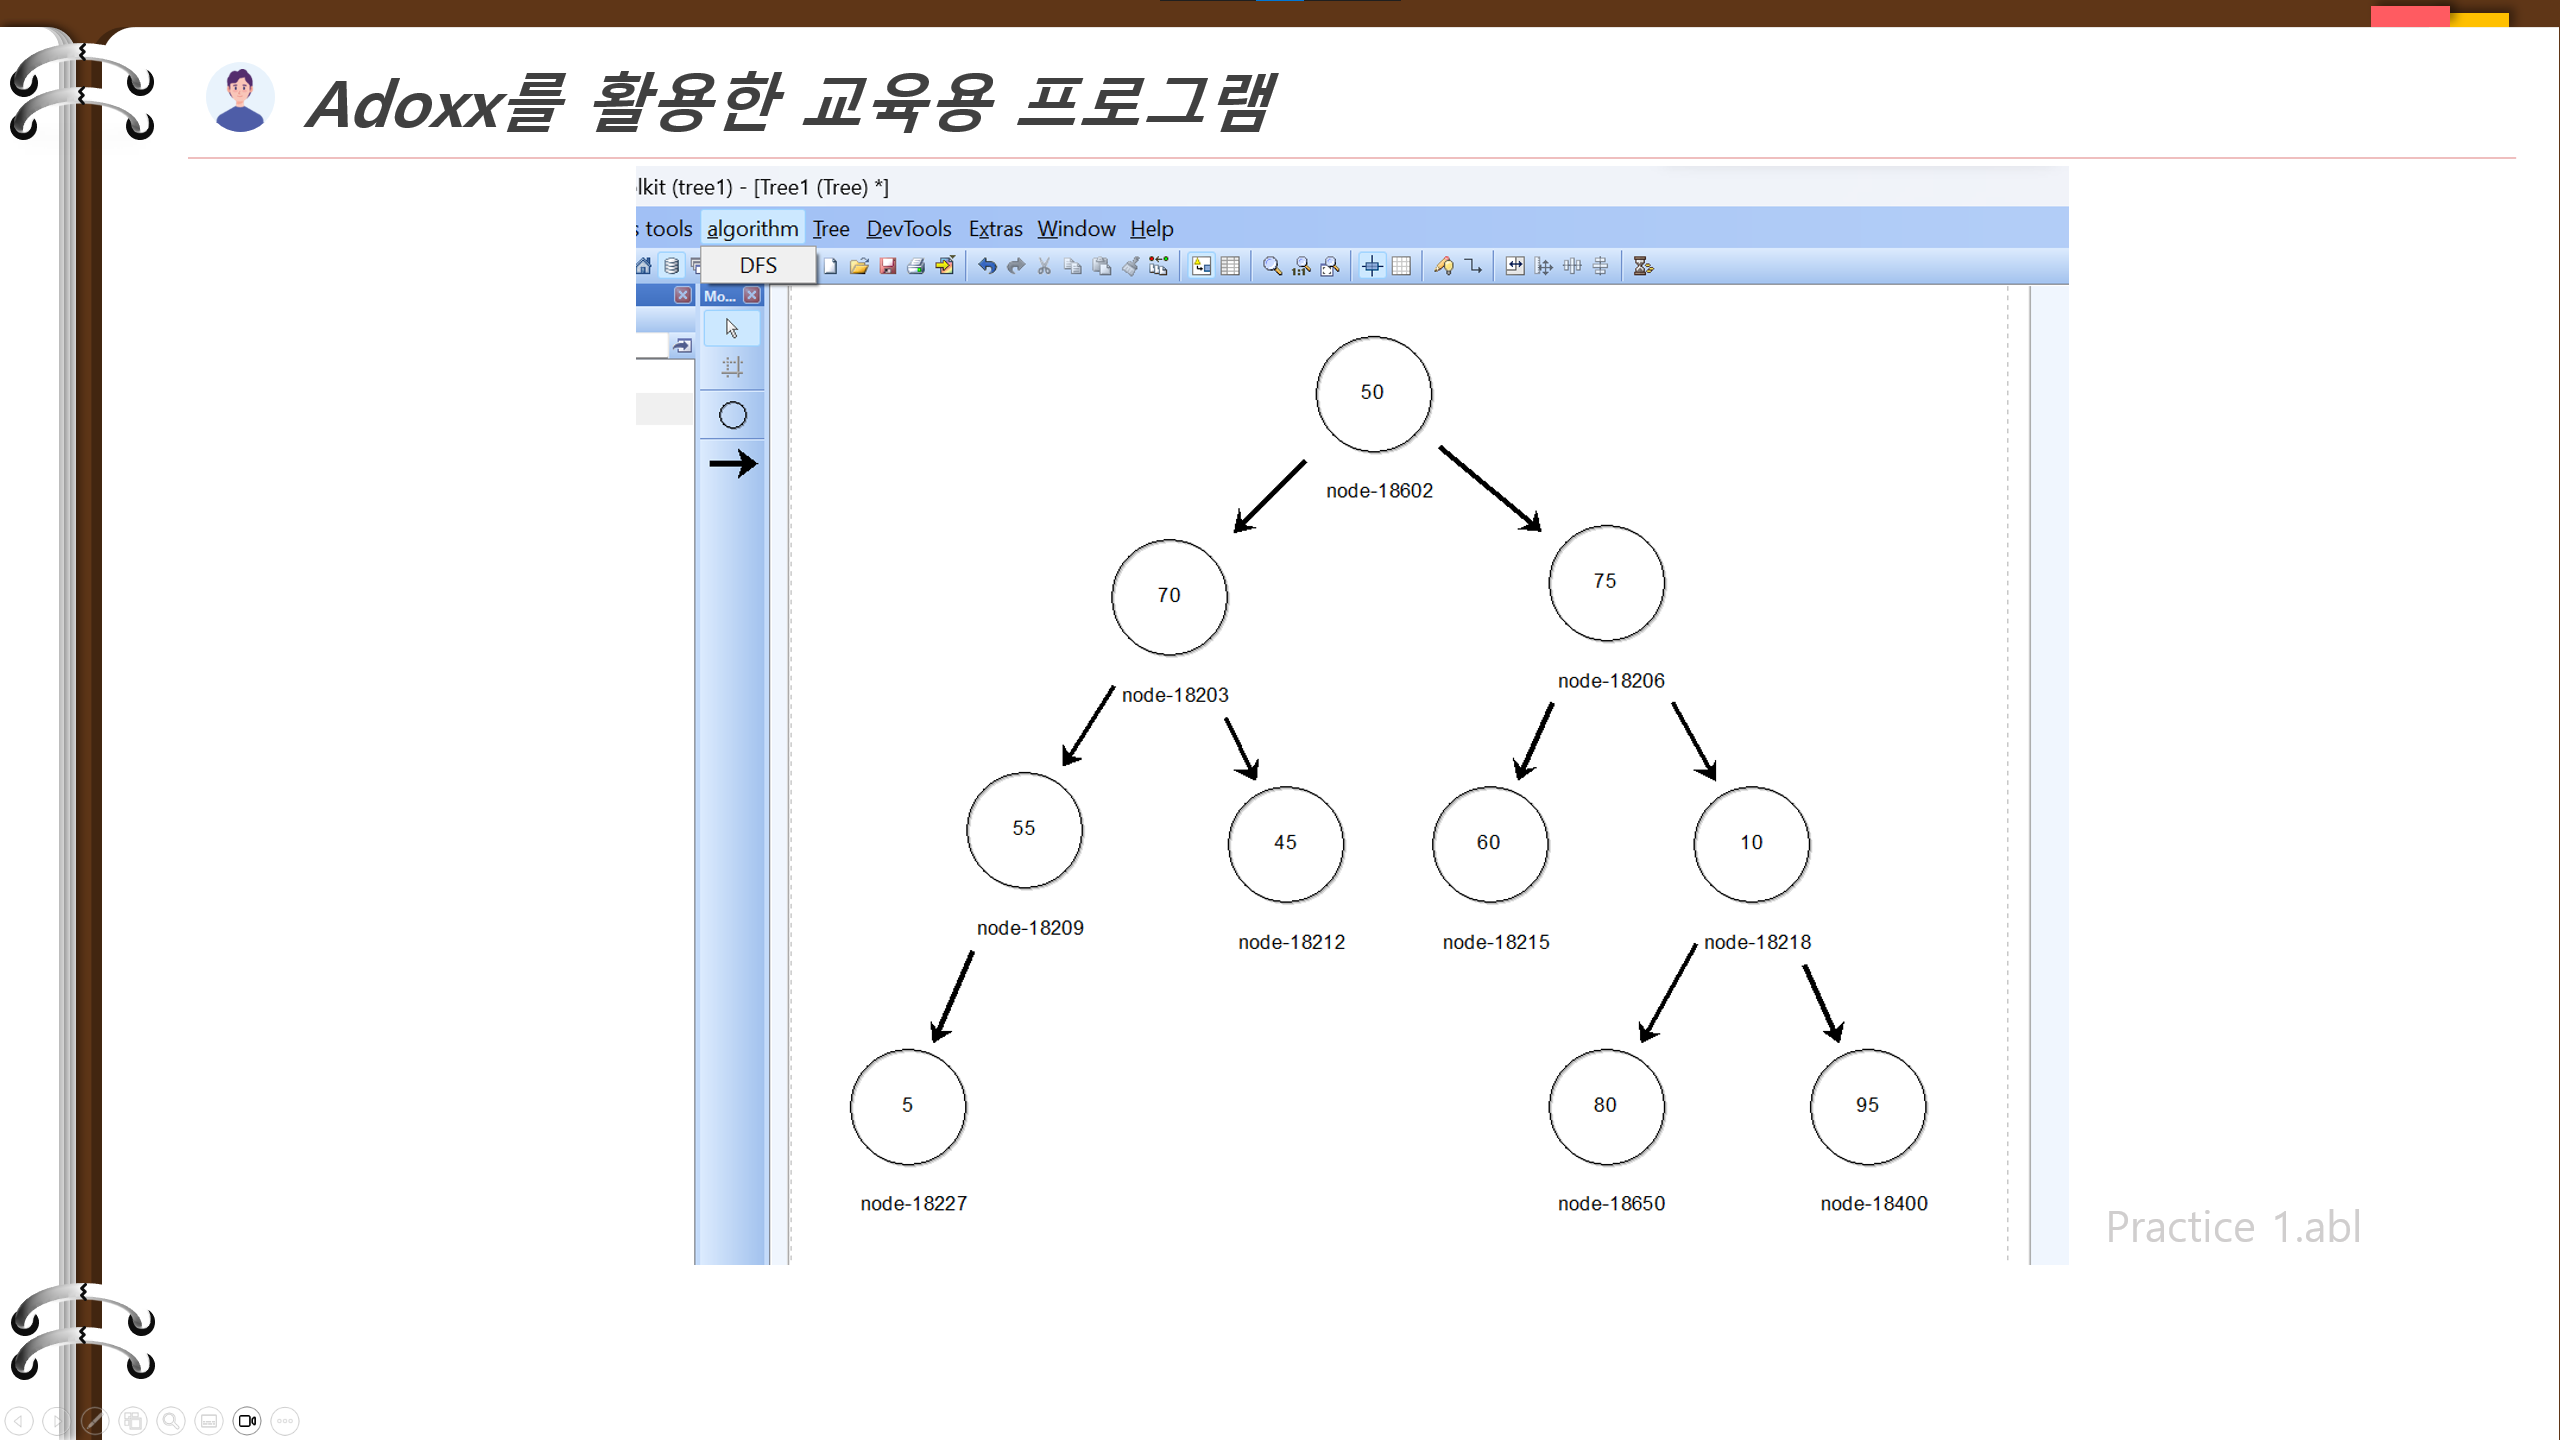 Adoxx를 활용한 교육용 프로그램
lkit (tree1) - [Tree1 (Tree) *]
s tools algorithm Tree DevTools Extras Window Help
DFS
Mo...
50
node-18602
70
75
node-18203
node-18206
55
45
60
10
node-18209
node-18212
node-18215
node-18218
5
80
95
node-18227
node-18650
node-18400
Practice 1.abl